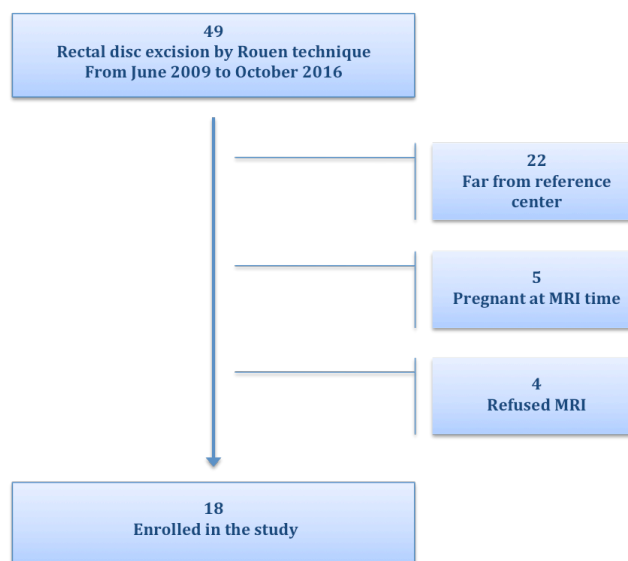 49
Rectal disc excision by Rouen technique
From June 2009 to October 2016
22
Far from reference
center
5
Pregnant at MRI time
4
Refused MRI
18
Enrolled in the study